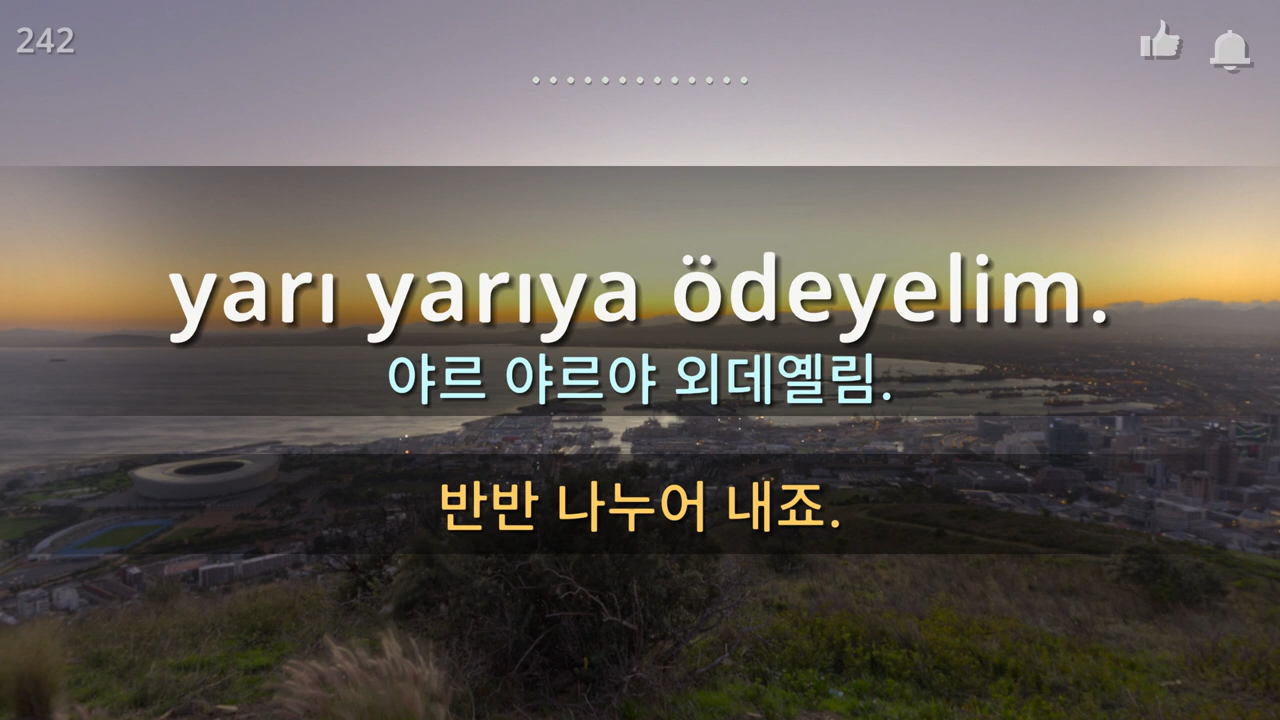 242
yarı yarıya ödeyelim.
야르 야르야 외데옐림.
반반 나누어 내죠.